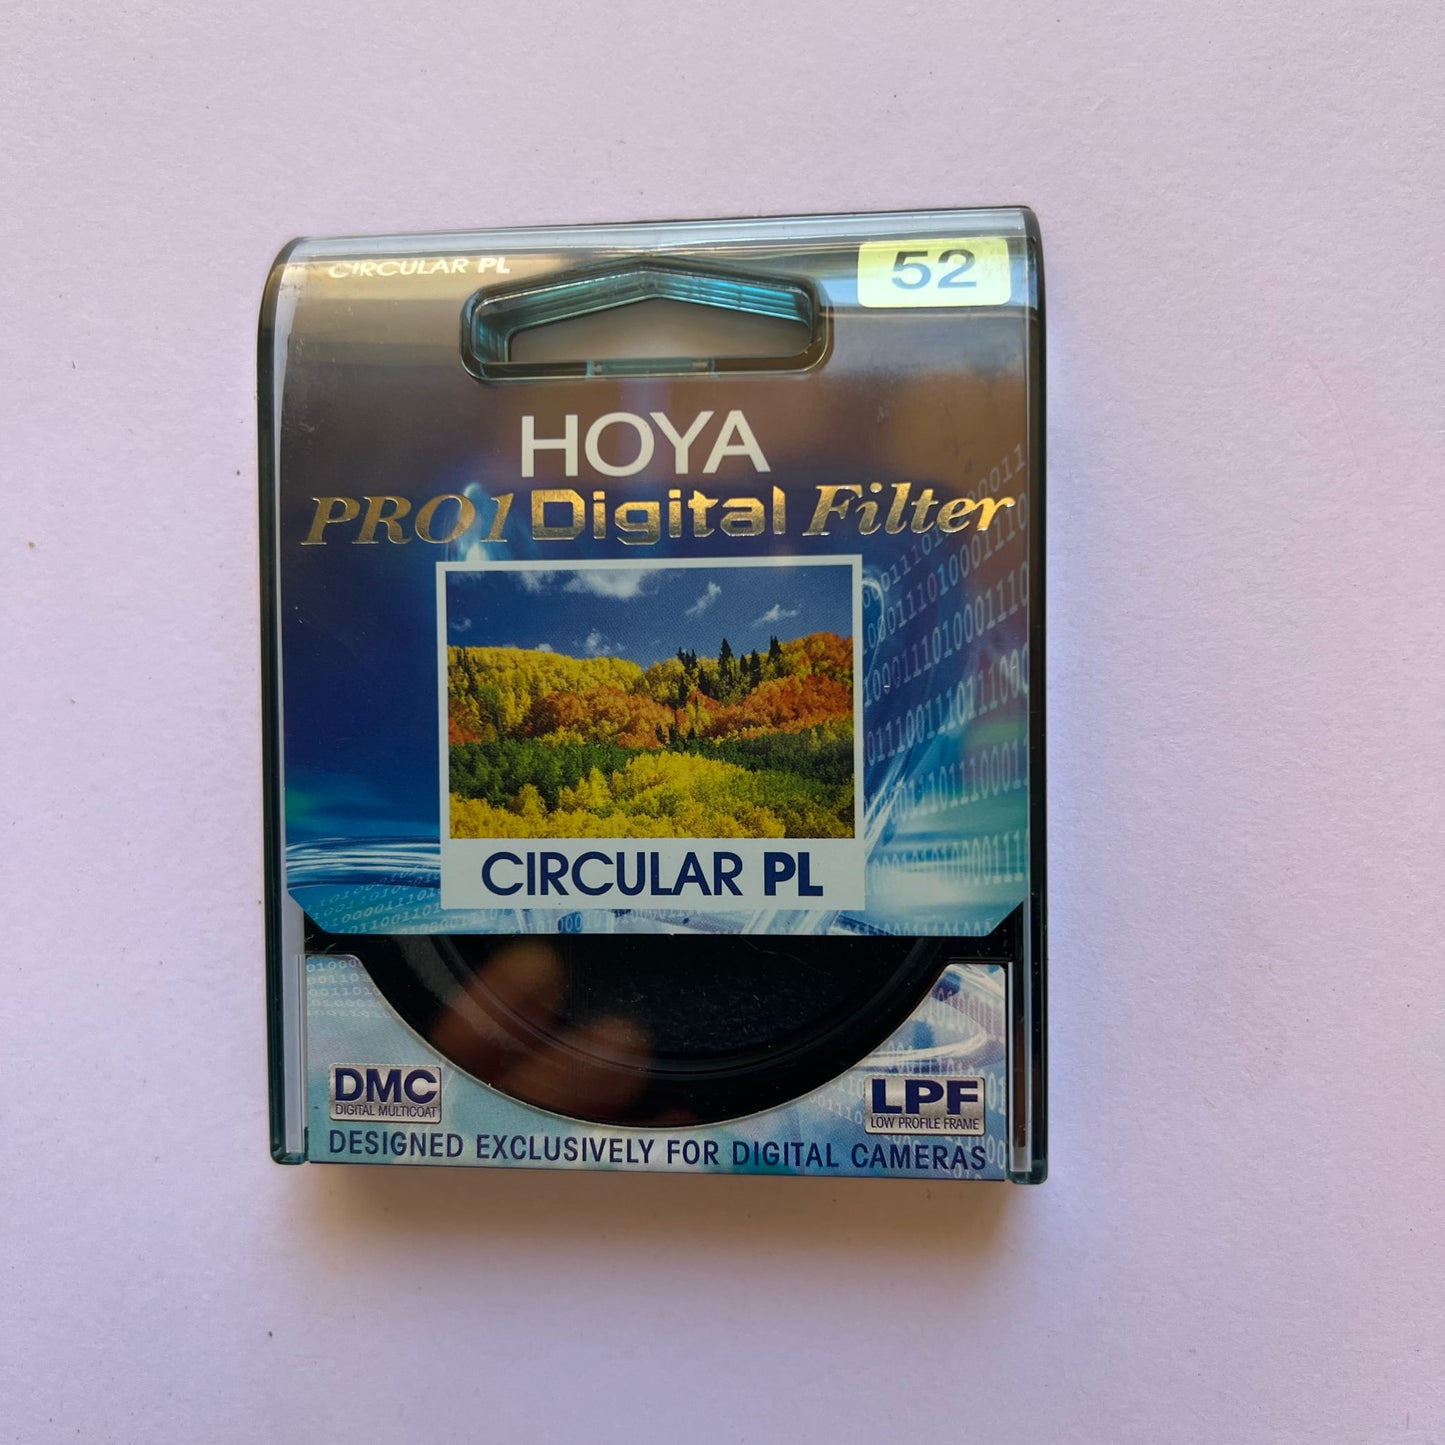 CIRCULAR PL
52
HOYA
PRO1 Digital Filter
CIRCULAR PL
DMC
DIGITAL MULTICOAT
LPF
LOW PROFILE FRAME
DESIGNED EXCLUSIVELY FOR DIGITAL CAMERAS